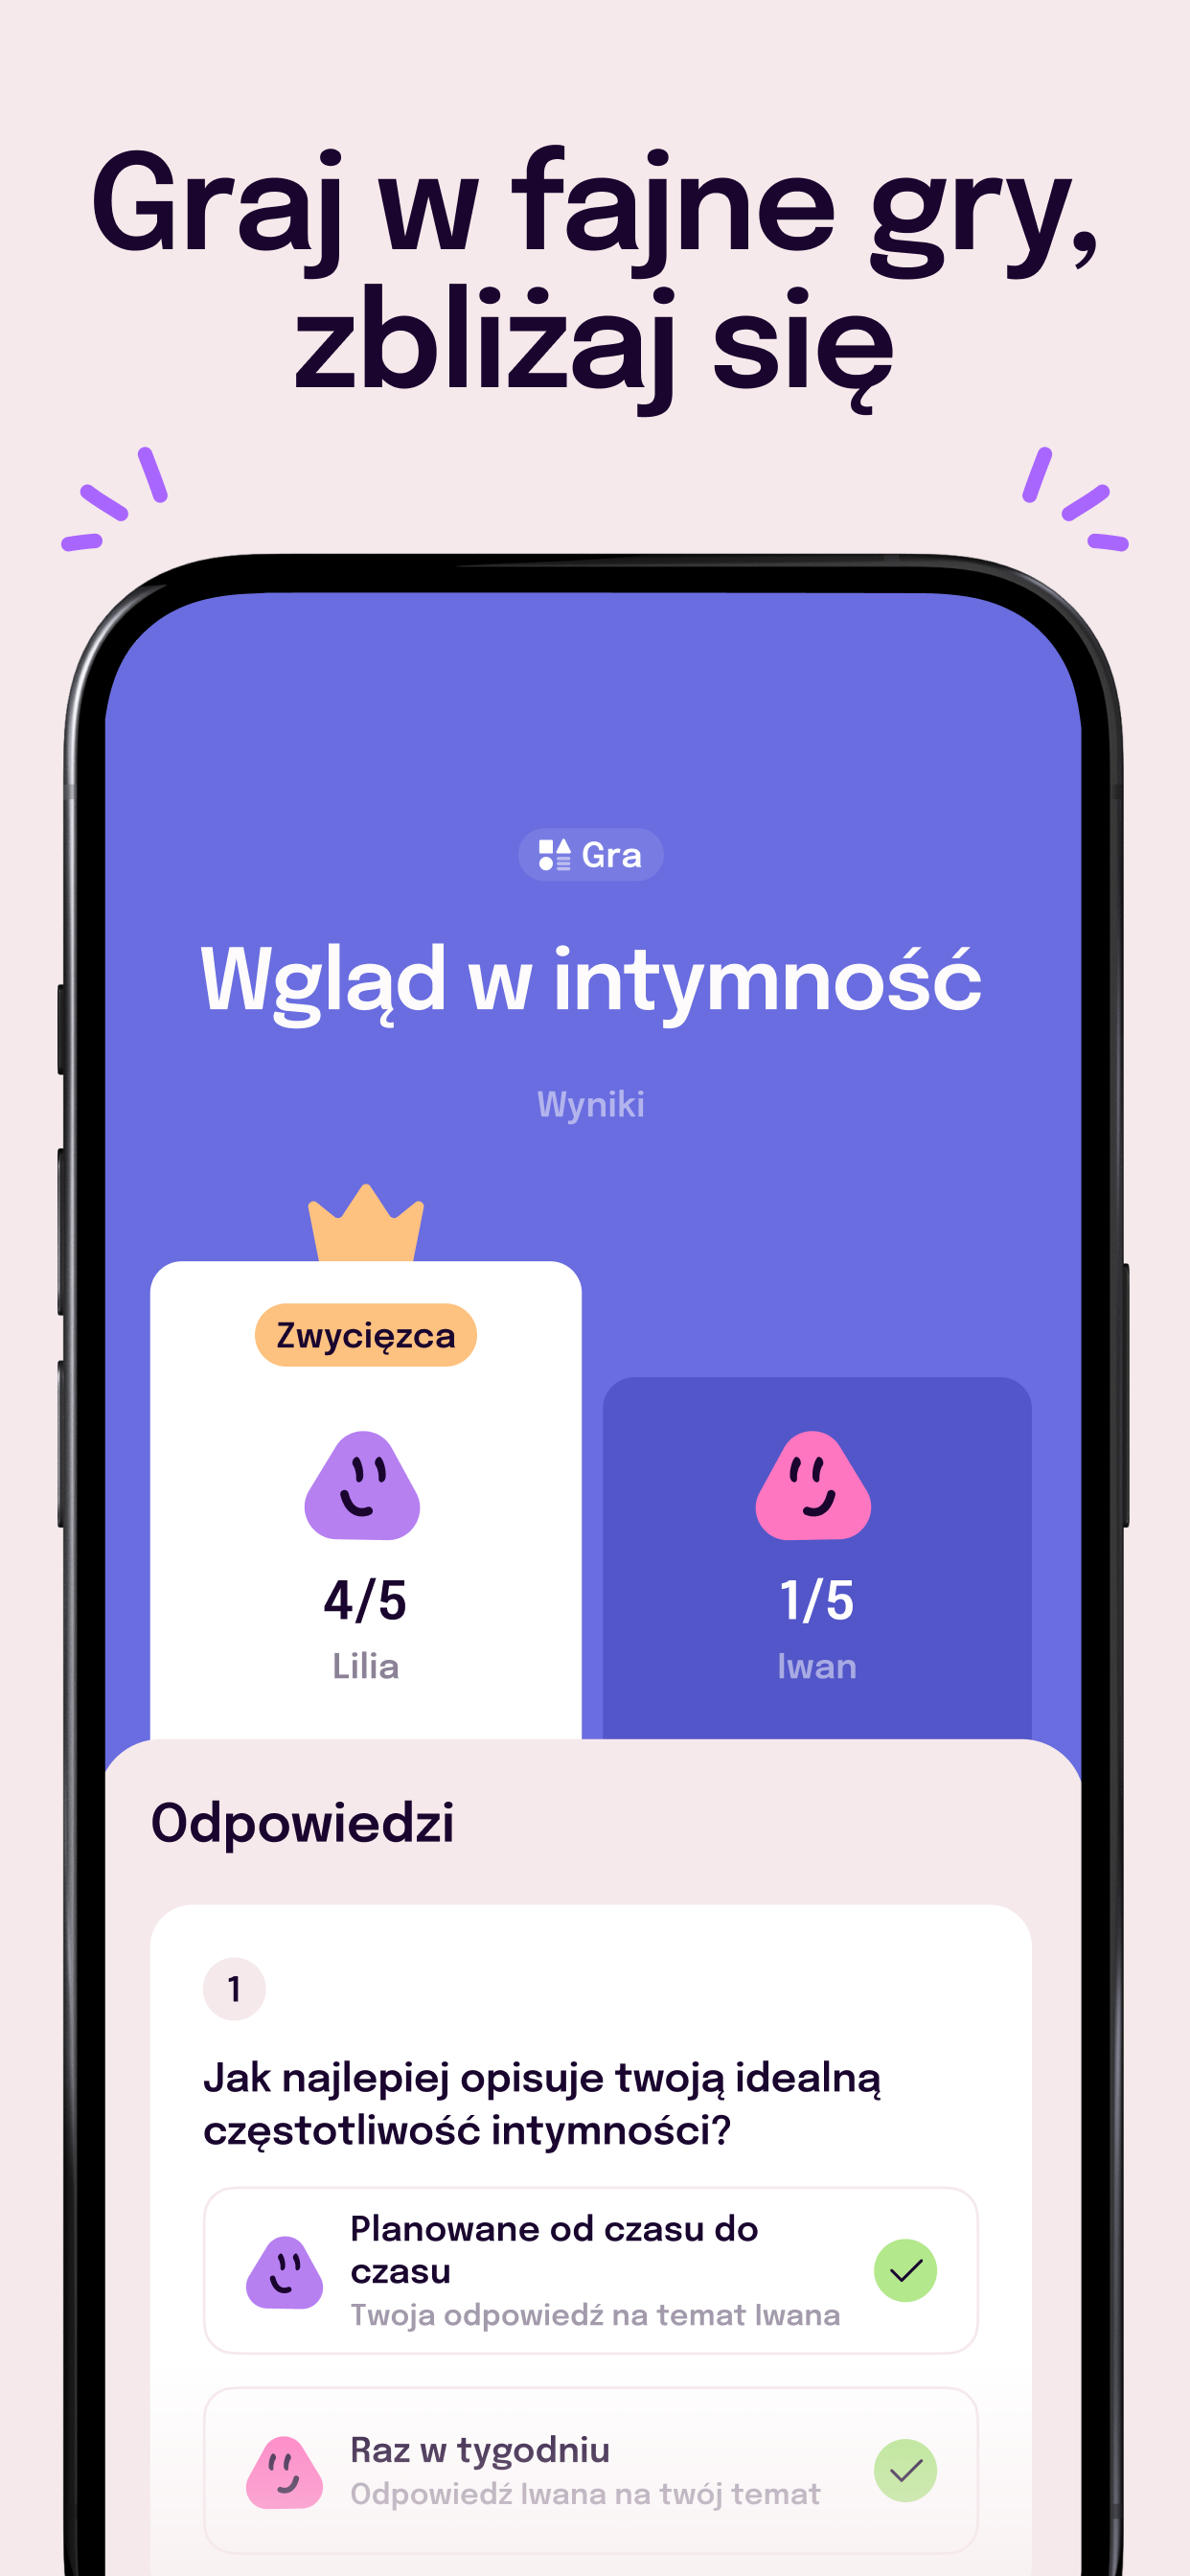 Graj w fajne gry,
zbliżaj się
Gra
Wgląd w intymność
Wyniki
Zwycięzca
4/5
Lilia
1/5
Iwan
Odpowiedzi
1
Jak najlepiej opisuje twoją idealną
częstotliwość intymności?
Planowane od czasu do
czasu
Twoja odpowiedź na temat Iwana
Raz w tygodniu
Odpowiedź Iwana na twój temat